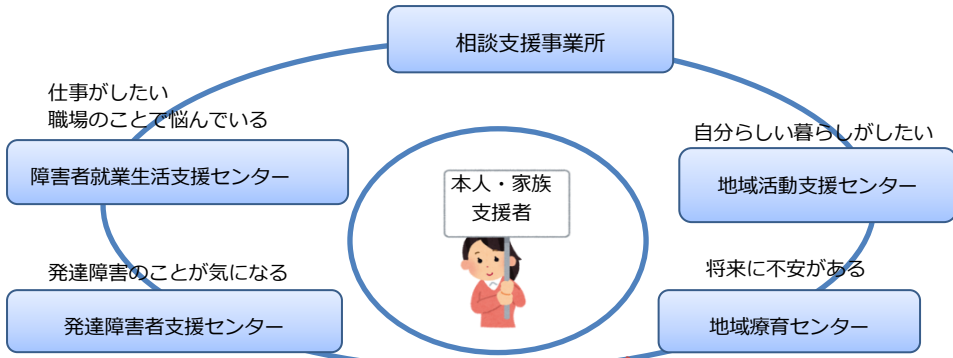 相談支援事業所
仕事がしたい
職場のことで悩んでいる
自分らしい暮らしがしたい
障害者就業生活支援センター
地域活動支援センター
本人・家族
支援者
発達障害のことが気になる
将来に不安がある
発達障害者支援センター
地域療育センター